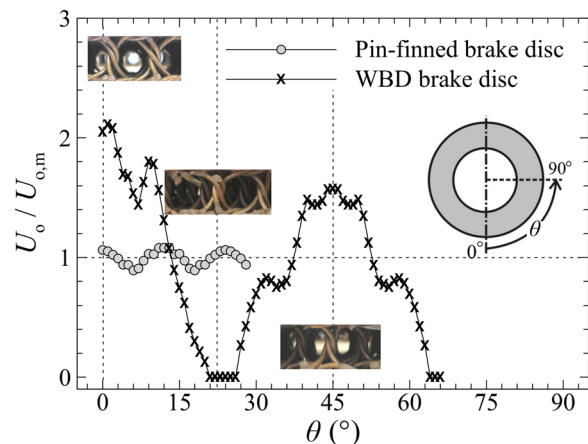 3
2
1
0
U_o / U_o,m
Pin-finned brake disc
WBD brake disc
90°
0°
θ
0 15 30 45 60 75 90
θ (°)